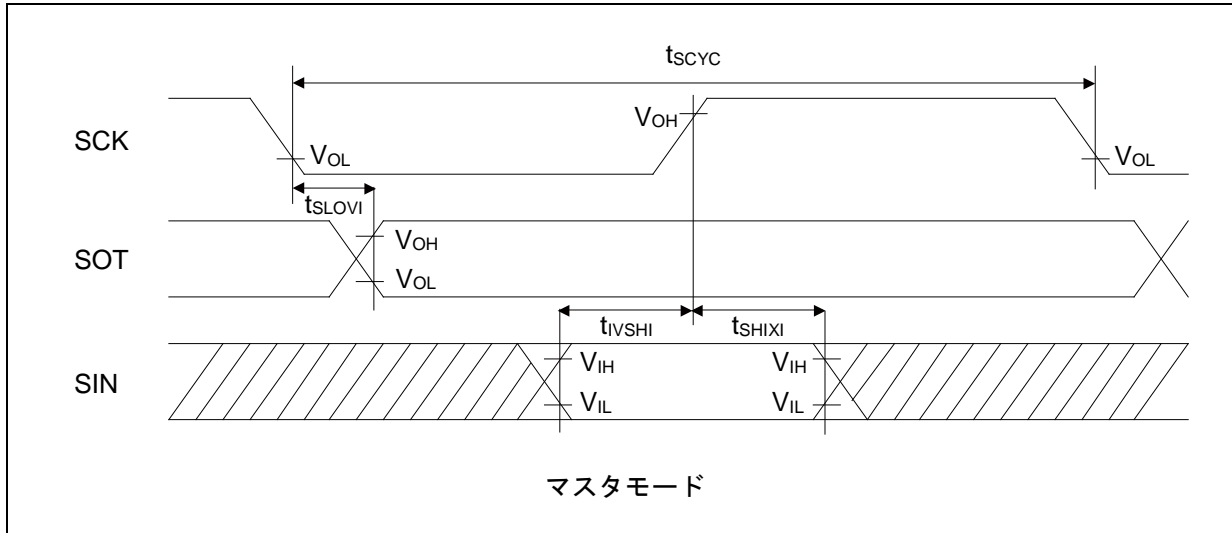 tSCYC
SCK
VOH
VOL
VOL
tSLOVI
SOT
VOH
VOL
tIVSHI
tSHIXI
SIN
VIH
VIH
VIL
VIL
マスタモード